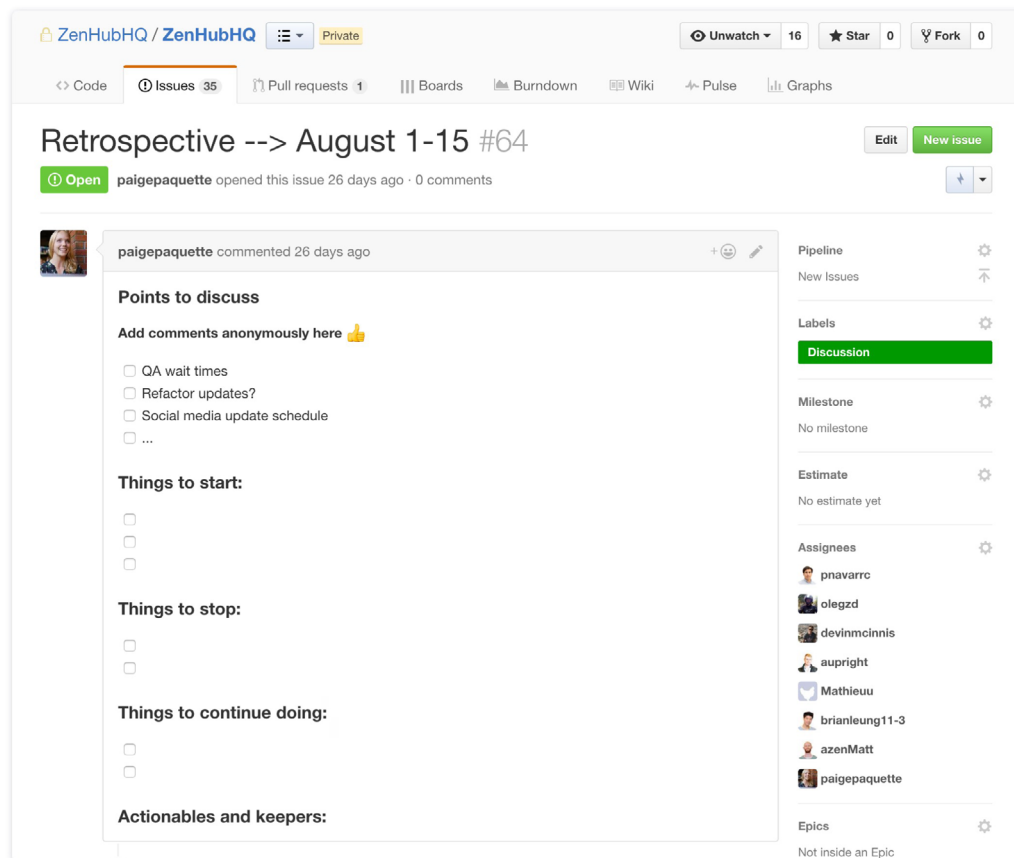 ZenHubHQ / ZenHubHQ Private Unwatch 16 Star 0 Fork 0
Code Issues 35 Pull requests 1 Boards Burndown Wiki Pulse Graphs
Retrospective --> August 1-15 #64
Edit New issue
Open paigepaquette opened this issue 26 days ago · 0 comments
paigepaquette commented 26 days ago
Points to discuss
Add comments anonymously here 👍
QA wait times
Refactor updates?
Social media update schedule
...
Things to start:
Things to stop:
Things to continue doing:
Actionables and keepers:
Pipeline
New Issues
Labels
Discussion
Milestone
No milestone
Estimate
No estimate yet
Assignees
pnavarrc
olegzd
devinmcinnis
aupright
Mathieuu
brianleung11-3
azenMatt
paigepaquette
Epics
Not inside an Epic